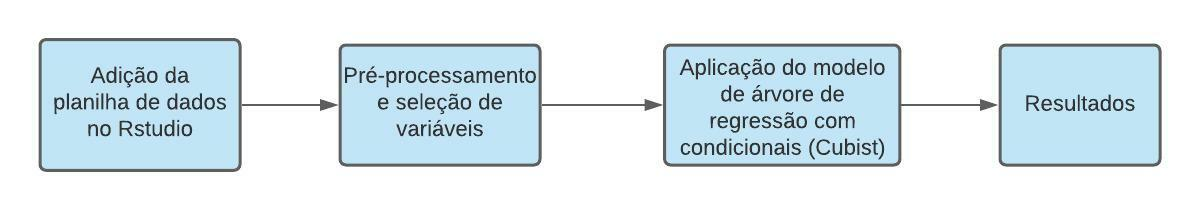 Adição da
planilha de dados
no Rstudio
Pré-processamento
e seleção de
variáveis
Aplicação do modelo
de árvore de
regressão com
condicionais (Cubist)
Resultados